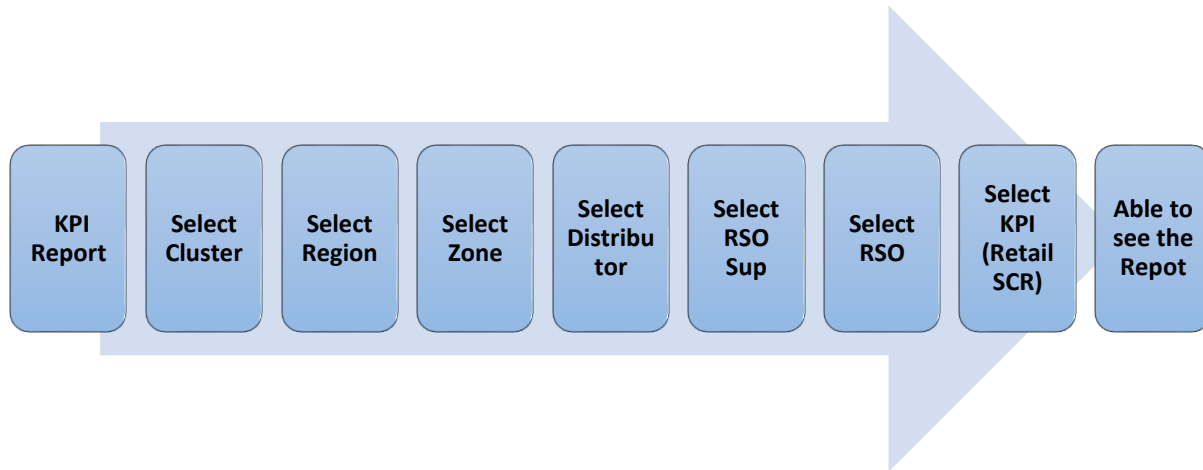 KPI
Report
Select
Cluster
Select
Region
Select
Zone
Select
Distribu
tor
Select
RSO
Sup
Select
RSO
Select
KPI
(Retail
SCR)
Able to
see the
Repot